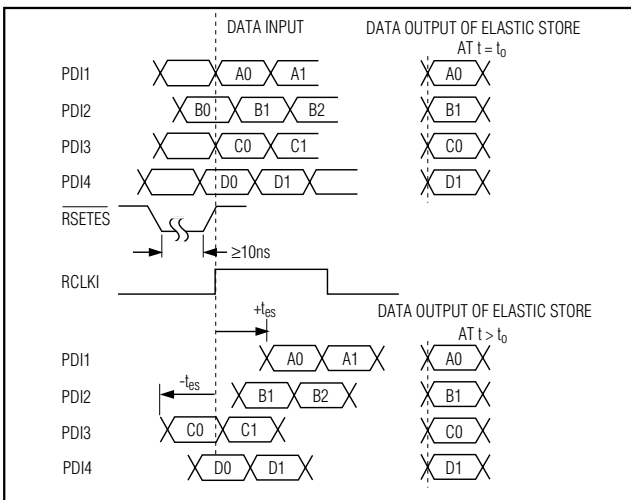 DATA INPUT
DATA OUTPUT OF ELASTIC STORE
AT t = to
PDI1 A0 A1 A0
PDI2 B0 B1 B2 B1
PDI3 C0 C1 C0
PDI4 D0 D1 D1
RSETES
≥10ns
RCLKI
DATA OUTPUT OF ELASTIC STORE
+tes
AT t > to
PDI1 A0 A1 A0
-tes
PDI2 B1 B2 B1
PDI3 C0 C1 C0
PDI4 D0 D1 D1